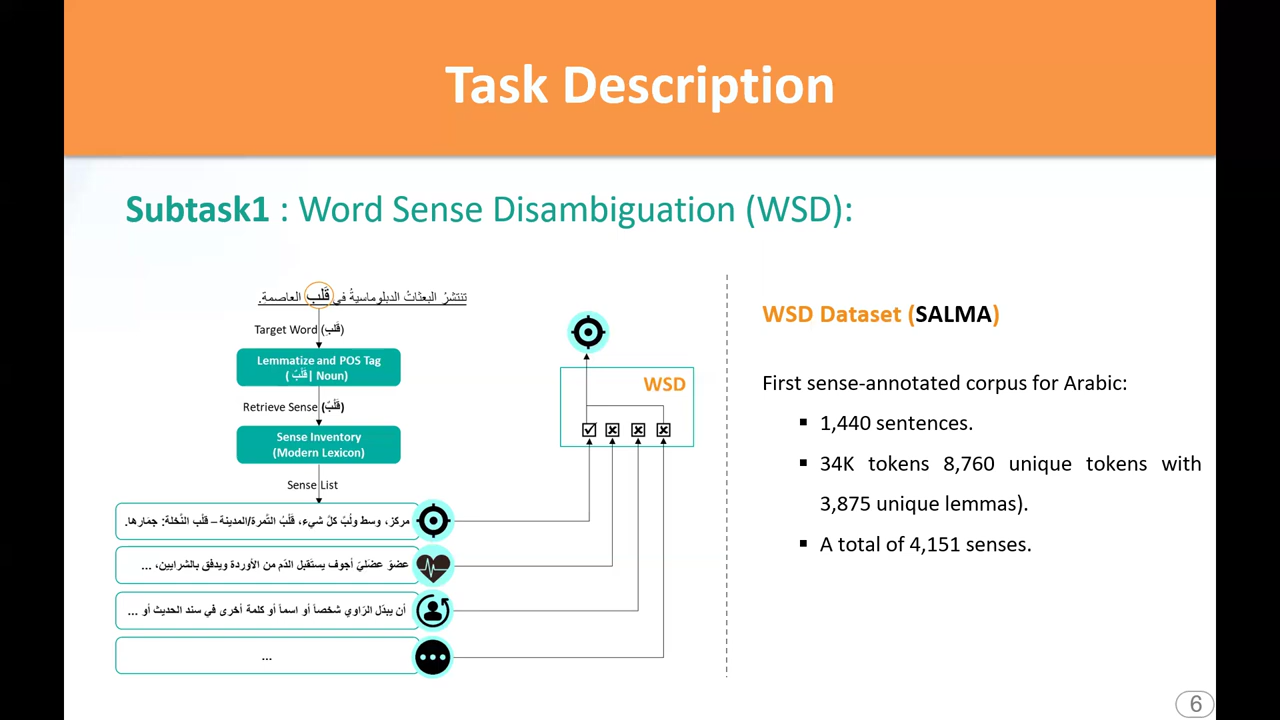 Task Description
Subtask1 : Word Sense Disambiguation (WSD):
تنتشرُ البعثاتُ الدبلوماسيةُ في قَلْبِ العاصمة.
Target Word (قَلبِ)
Lemmatize and POS Tag
( قَلْبٌ | Noun)
Retrieve Sense (قَلْبٌ)
Sense Inventory
(Modern Lexicon)
Sense List
مركز، وسط ولُبّ كلّ شيء، قَلْبُ الثَّمرة/المدينة – قلْب النَّخلة: جمّارها.
عضوٌ عضليّ أجوف يستقبل الدَّم من الأوردة ويدفق بالشرايين، ...
أن يبدّل الرّاوي شخصاً أو اسماً أو كلمة أخرى في سند الحديث أو ...
...
WSD
WSD Dataset (SALMA)
First sense-annotated corpus for Arabic:
▪ 1,440 sentences.
▪ 34K tokens 8,760 unique tokens with
3,875 unique lemmas).
▪ A total of 4,151 senses.
6